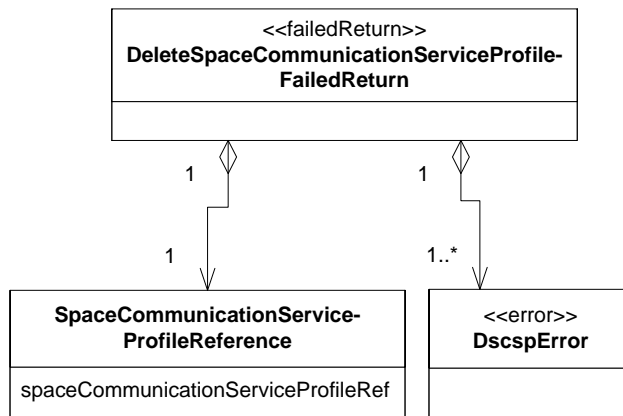 <<failedReturn>>
DeleteSpaceCommunicationServiceProfile-
FailedReturn
1
1
1
1..*
SpaceCommunicationService-
ProfileReference
spaceCommunicationServiceProfileRef
<<error>>
DscspError